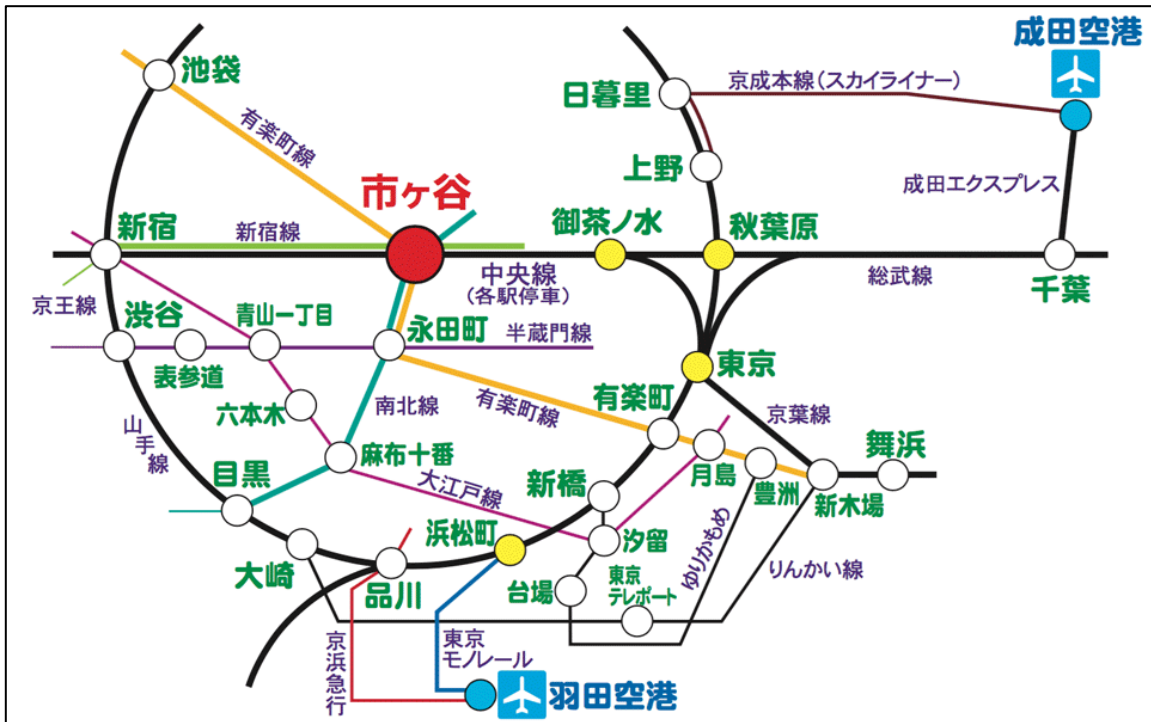 成田空港
池袋
日暮里
京成本線(スカイライナー)
有楽町線
上野
成田エクスプレス
市ヶ谷
新宿
新宿線
御茶ノ水
秋葉原
中央線
(各駅停車)
総武線
千葉
京王線
渋谷
青山一丁目
永田町
半蔵門線
東京
表参道
六本木
南北線
有楽町線
有楽町
京葉線
山手線
目黒
麻布十番
大江戸線
新橋
月島
豊洲
新木場
舞浜
浜松町
汐留
ゆりかもめ
りんかい線
大崎
品川
台場
東京
テレポート
京浜急行
東京
モノレール
羽田空港